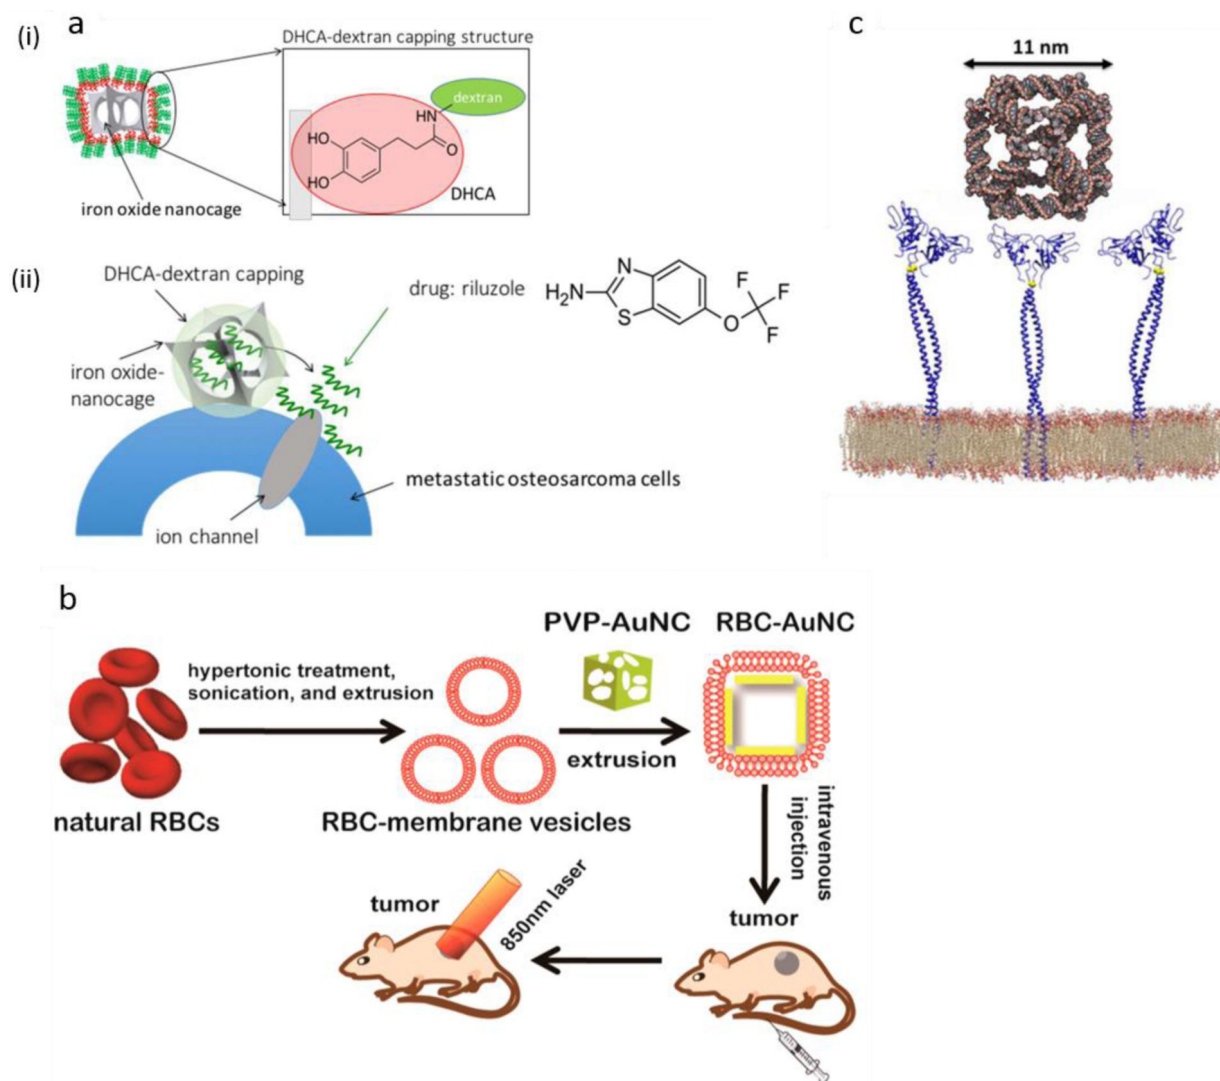 (i)
a
DHCA-dextran capping structure
dextran
HN
HO
O
HO
DHCA
iron oxide nanocage
(ii)
DHCA-dextran capping
iron oxide-
nanocage
drug: riluzole
N
H₂N
S
O
F
F
F
metastatic osteosarcoma cells
ion channel
c
11 nm
b
natural RBCs
hypertonic treatment,
sonication, and extrusion
RBC-membrane vesicles
PVP-AuNC
extrusion
RBC-AuNC
intravenous
injection
tumor
tumor
850nm laser